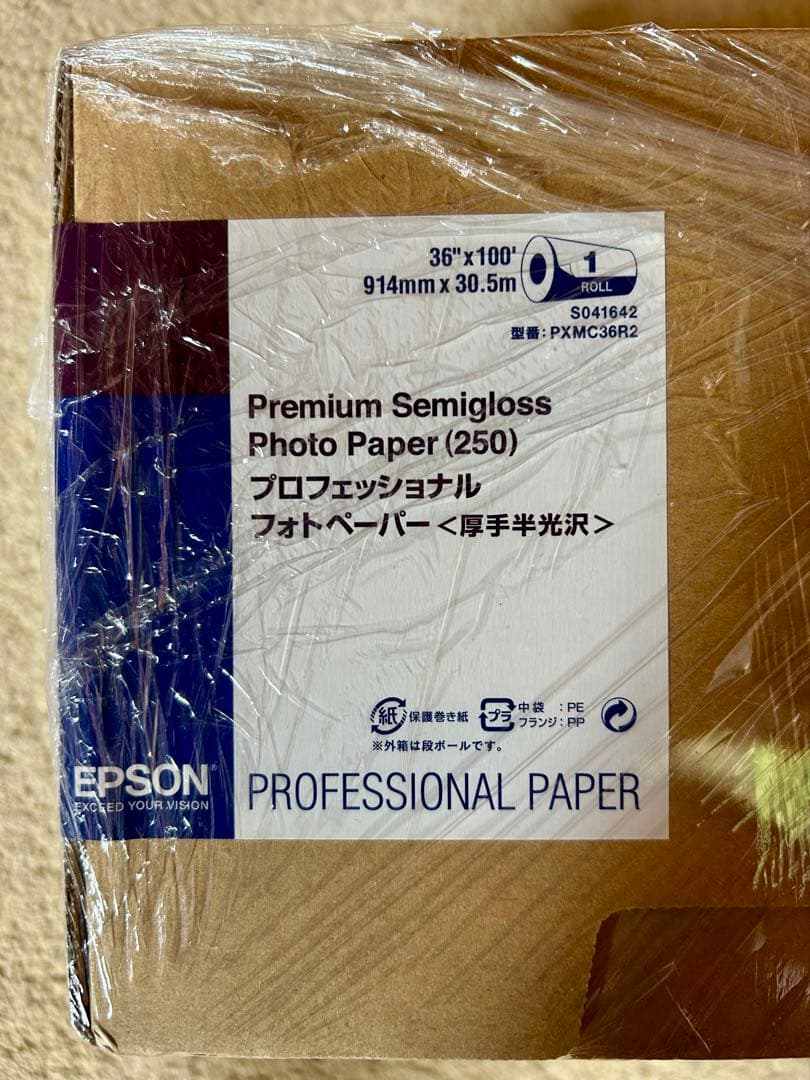 36"x100'
914mm x 30.5m
1
ROLL
S041642
型番:PXMC36R2
Premium Semigloss
Photo Paper (250)
プロフェッショナル
フォトペーパー<厚手半光沢>
紙 保護巻き紙
プラ 中袋 :PE
フランジ:PP
※外箱は段ボールです。
EPSON®
EXCEED YOUR VISION
PROFESSIONAL PAPER